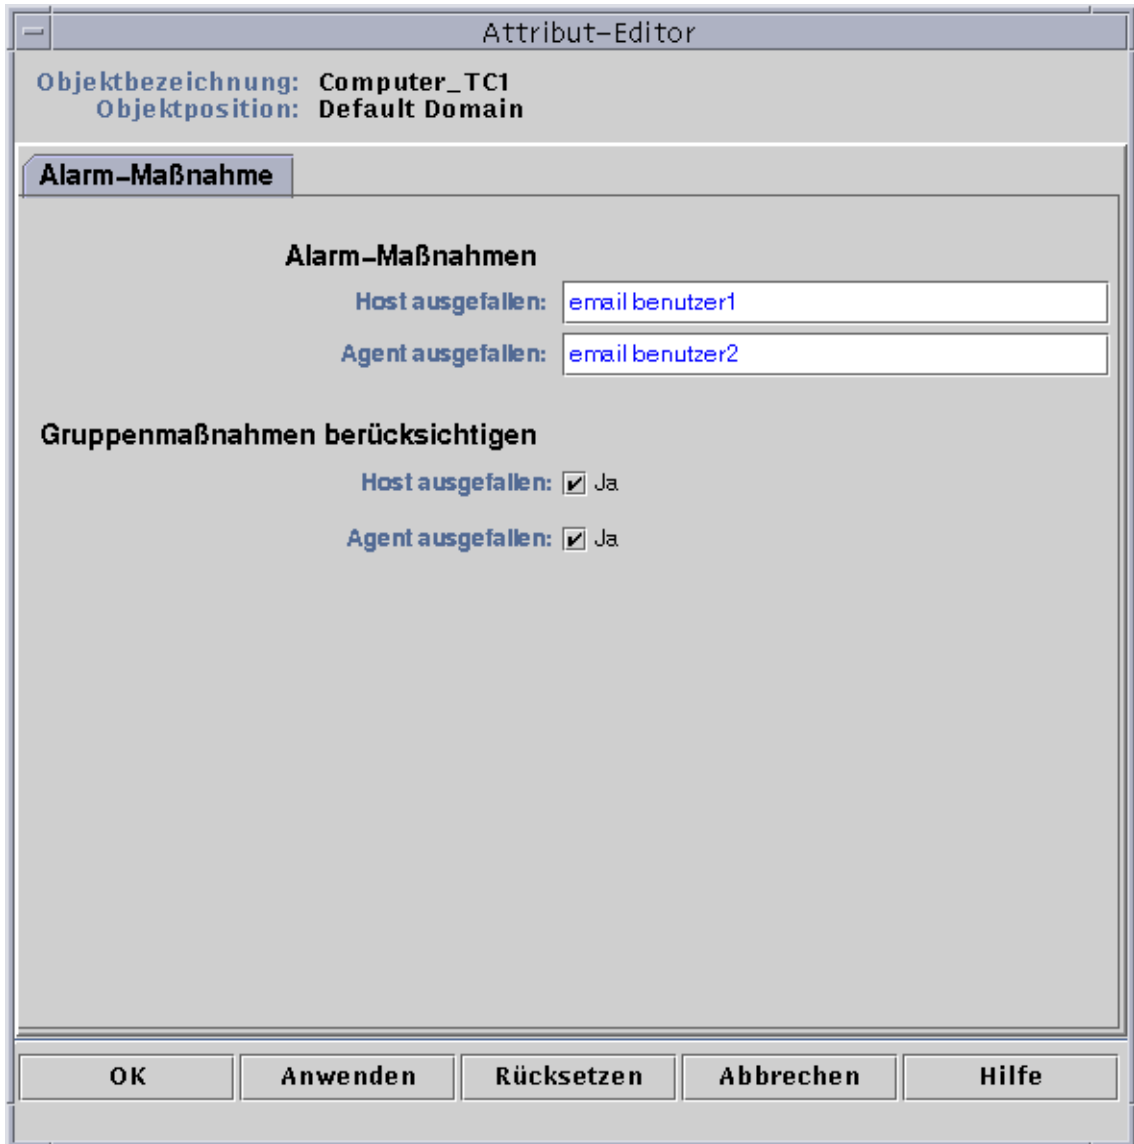 Attribut-Editor
Objektbezeichnung: Computer_TC1
Objektposition: Default Domain
Alarm-Maßnahme
Alarm-Maßnahmen
Host ausgefallen: email benutzer1
Agent ausgefallen: email benutzer2
Gruppenmaßnahmen berücksichtigen
Host ausgefallen: Ja
Agent ausgefallen: Ja
OK Anwenden Rücksetzen Abbrechen Hilfe